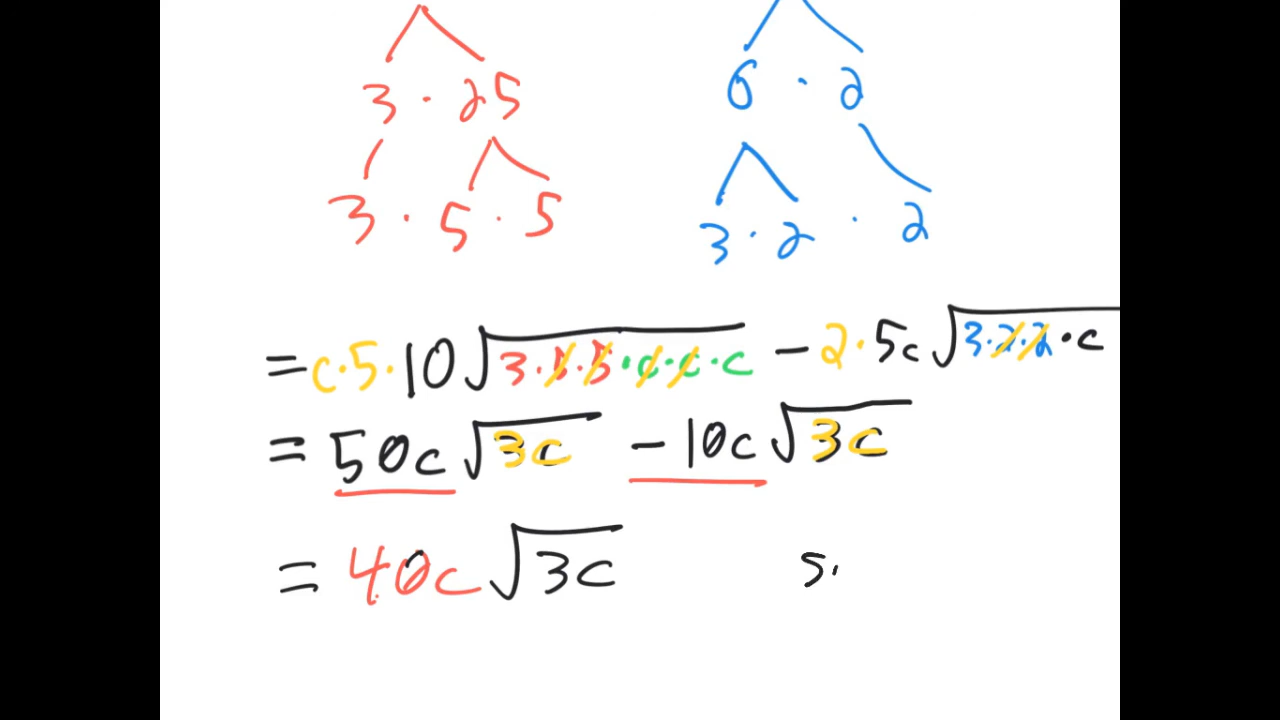 3 · 25
6 · 2
3 · 5 · 5
3 · 2 · 2
= c·5·10√3·5·5·c·c·c − 2·5c√3·2·2·c
= 50c√3c − 10c√3c
= 40c√3c
5.